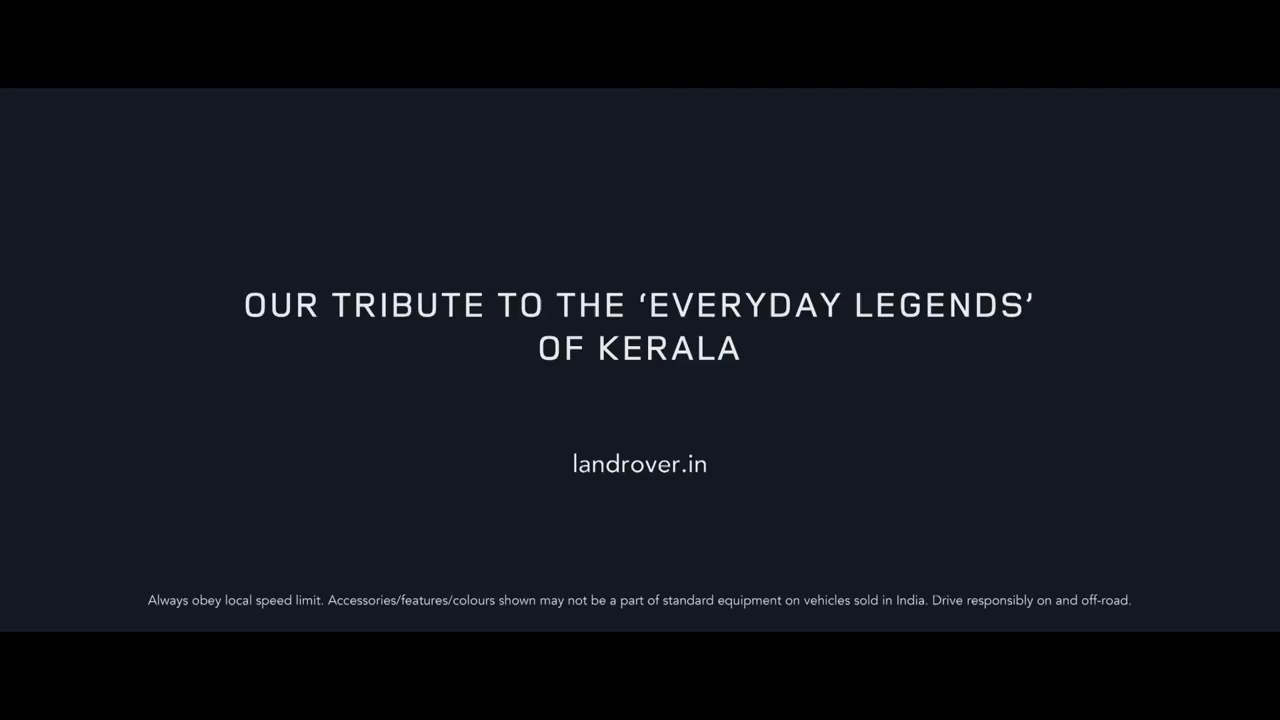 OUR TRIBUTE TO THE ‘EVERYDAY LEGENDS’
OF KERALA
landrover.in
Always obey local speed limit. Accessories/features/colours shown may not be a part of standard equipment on vehicles sold in India. Drive responsibly on and off-road.